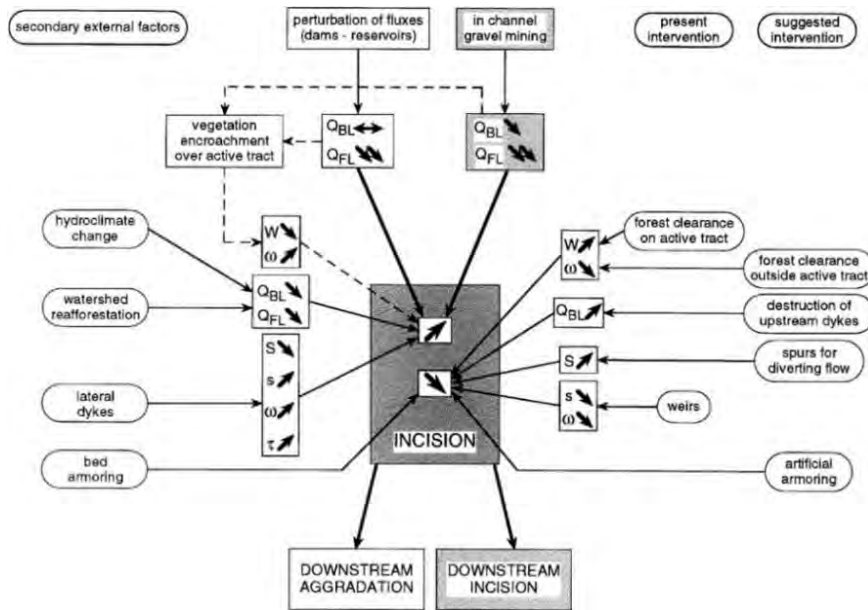 secondary external factors
perturbation of fluxes
(dams - reservoirs)
in channel
gravel mining
present
intervention
suggested
intervention
vegetation
encroachment
over active tract
QBL
QFL
QBL
QFL
hydroclimate
change
W
ω
watershed
reafforestation
QBL
QFL
lateral
dykes
S
s
ω
τ
bed
armoring
INCISION
W
ω
forest clearance
on active tract
forest clearance
outside active tract
QBL
destruction of
upstream dykes
S
spurs for
diverting flow
s
ω
weirs
artificial
armoring
DOWNSTREAM
AGGRADATION
DOWNSTREAM
INCISION